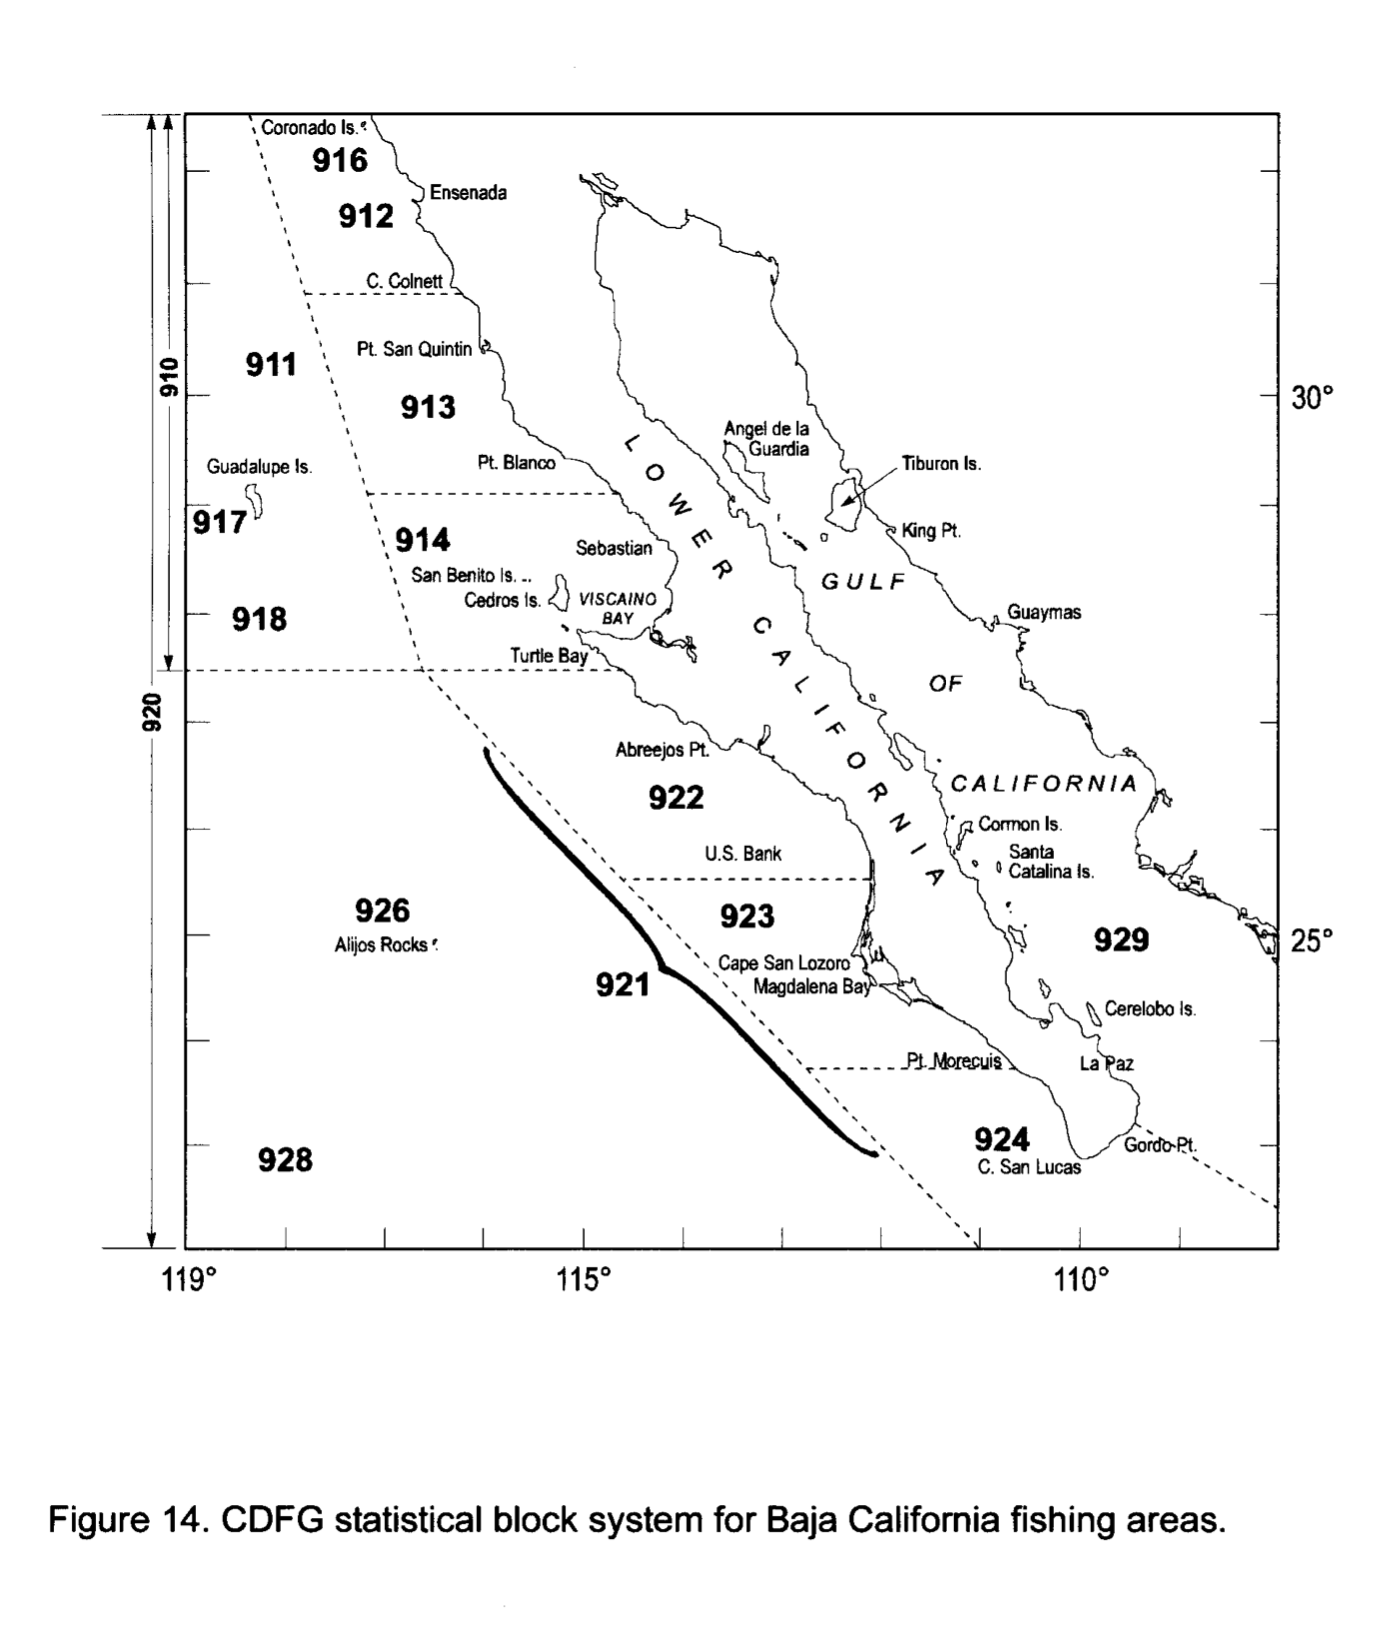 Coronado Is.
916
Ensenada
912
C. Colnett
Pt. San Quintin
911
910
913
30°
Angel de la
Guardia
Pt. Blanco
Tiburon Is.
Guadalupe Is.
917
914
King Pt.
Sebastian
San Benito Is.
Cedros Is.
VISCAINO
BAY
GULF
918
Guaymas
LOWER CALIFORNIA
Turtle Bay
OF
920
Abreejos Pt.
922
CALIFORNIA
Cormon Is.
U.S. Bank
Santa
Catalina Is.
926
923
929
25°
Alijos Rocks
Cape San Lozoro
921
Magdalena Bay
Cerelobo Is.
Pt. Morecuis
La Paz
924
Gordo Pt.
928
C. San Lucas
119°
115°
110°
Figure 14. CDFG statistical block system for Baja California fishing areas.